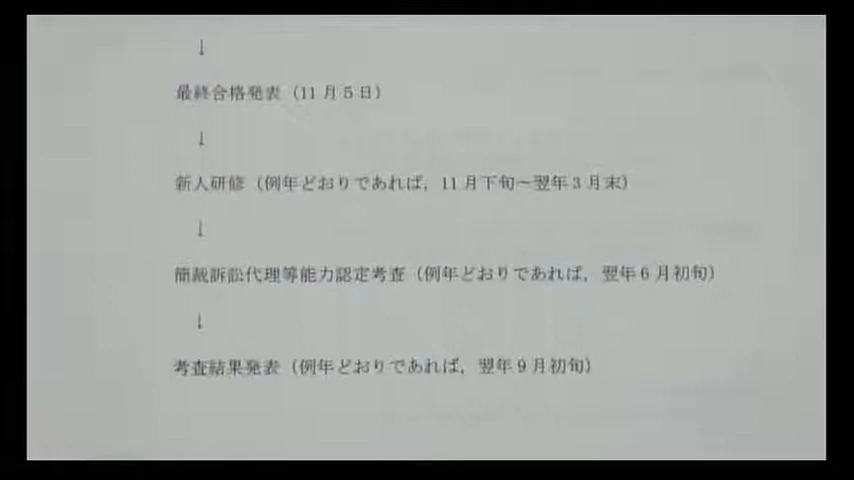 ↓
最終合格発表（11月5日）
↓
新人研修（例年どおりであれば，11月下旬～翌年3月末）
↓
簡裁訴訟代理等能力認定考査（例年どおりであれば，翌年6月初旬）
↓
考査結果発表（例年どおりであれば，翌年9月初旬）